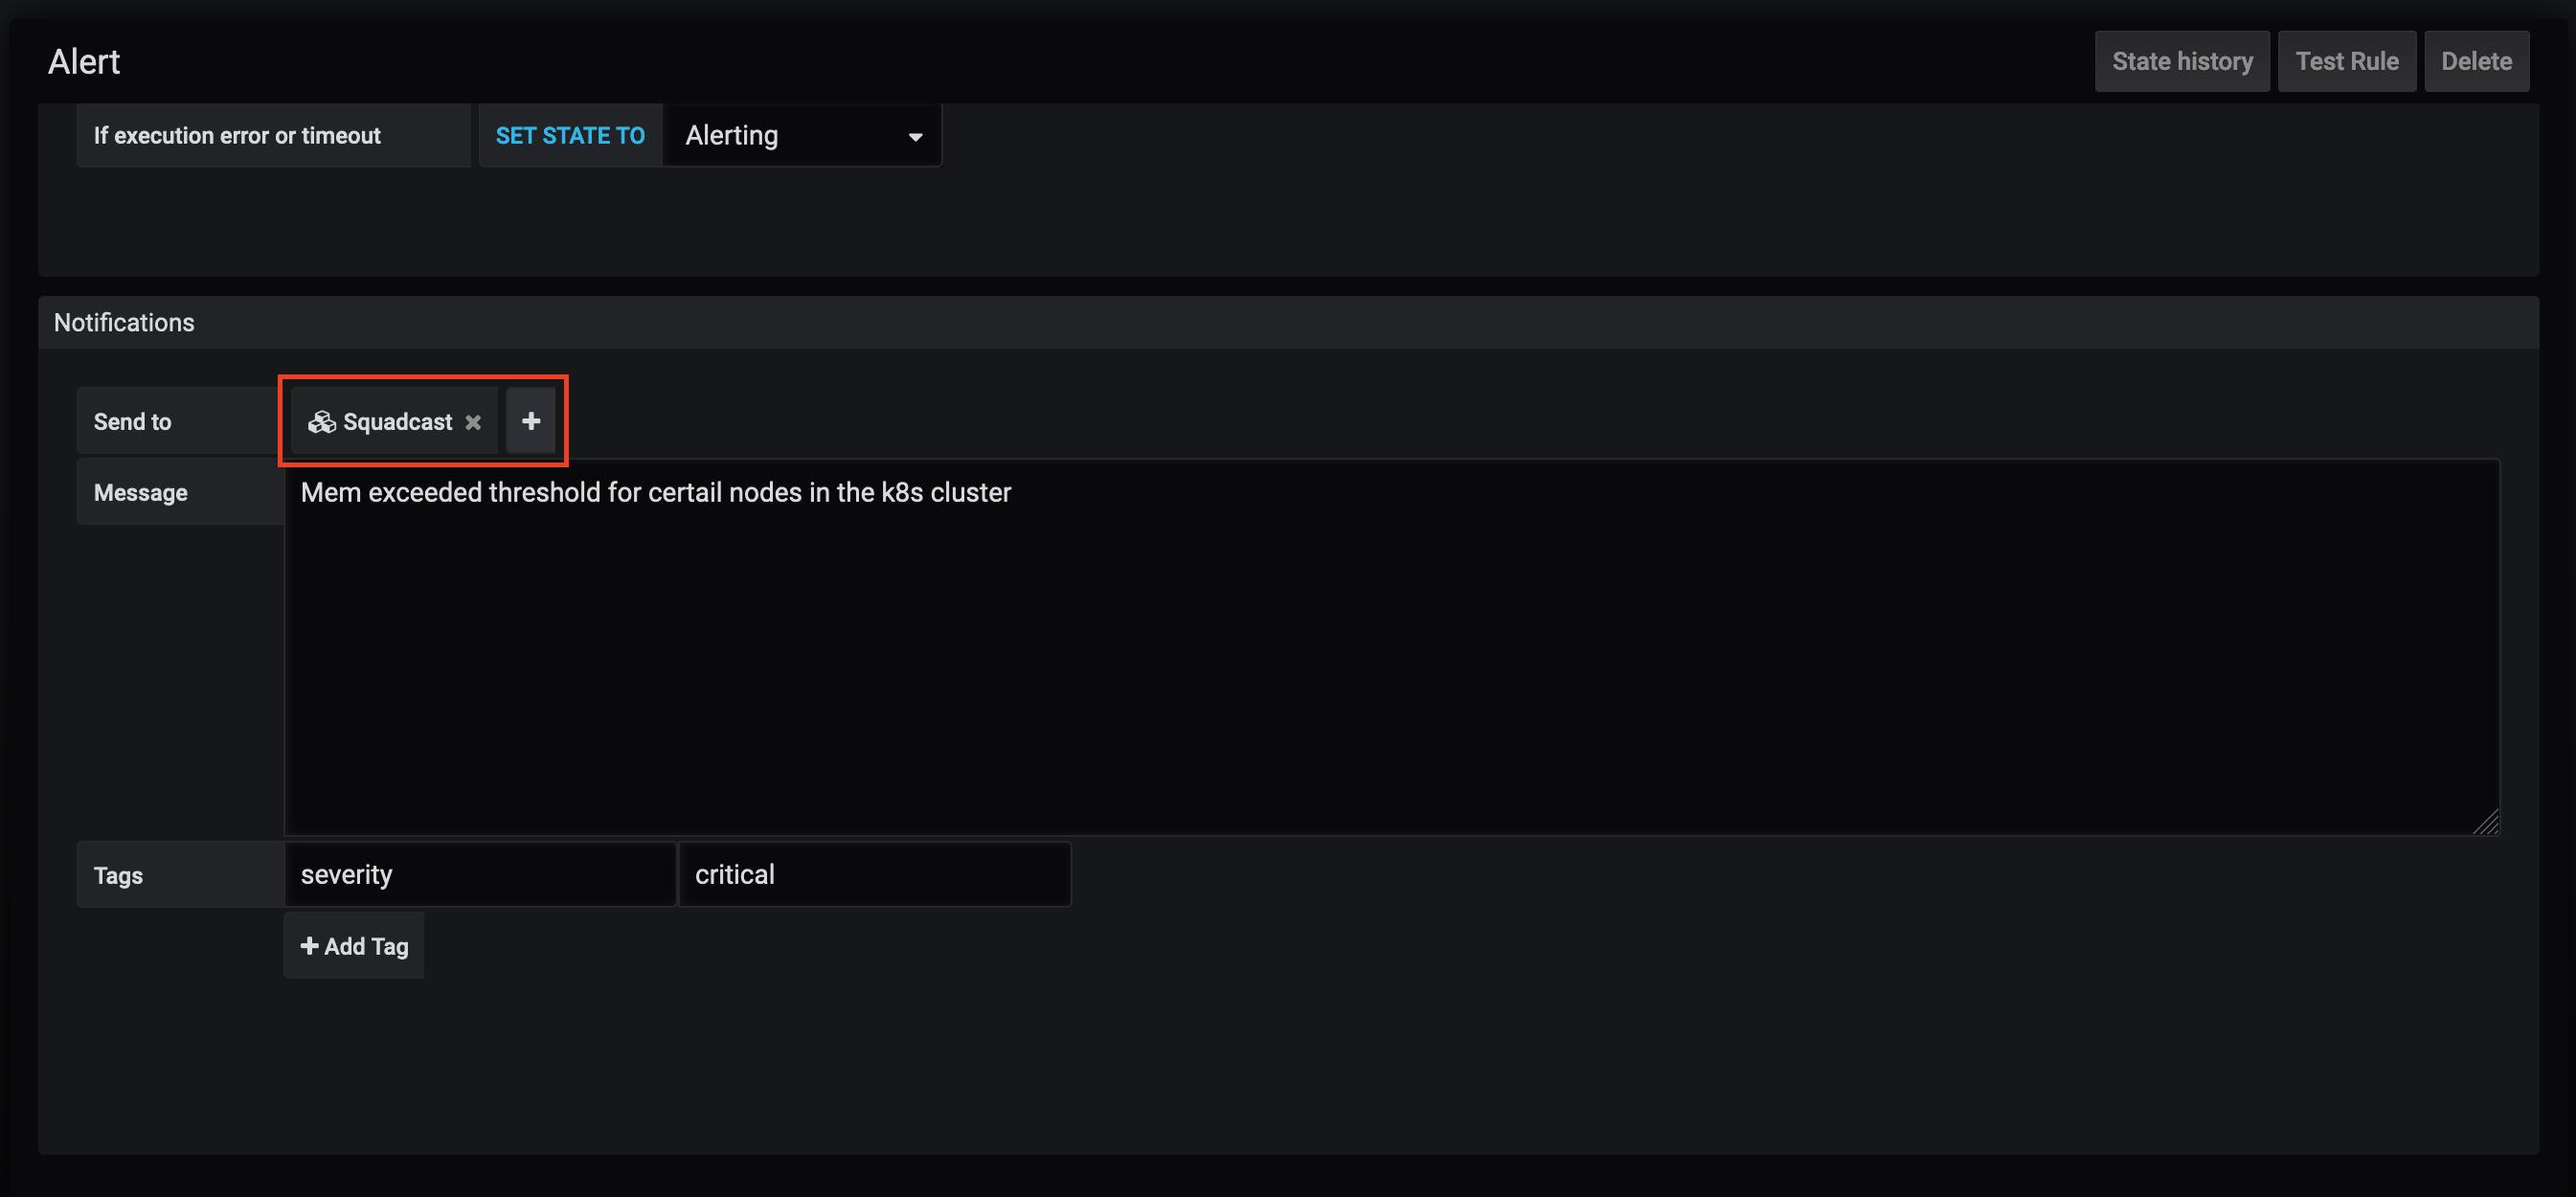 Alert
State history Test Rule Delete
If execution error or timeout SET STATE TO Alerting
Notifications
Send to Squadcast
Message Mem exceeded threshold for certail nodes in the k8s cluster
Tags severity critical
Add Tag